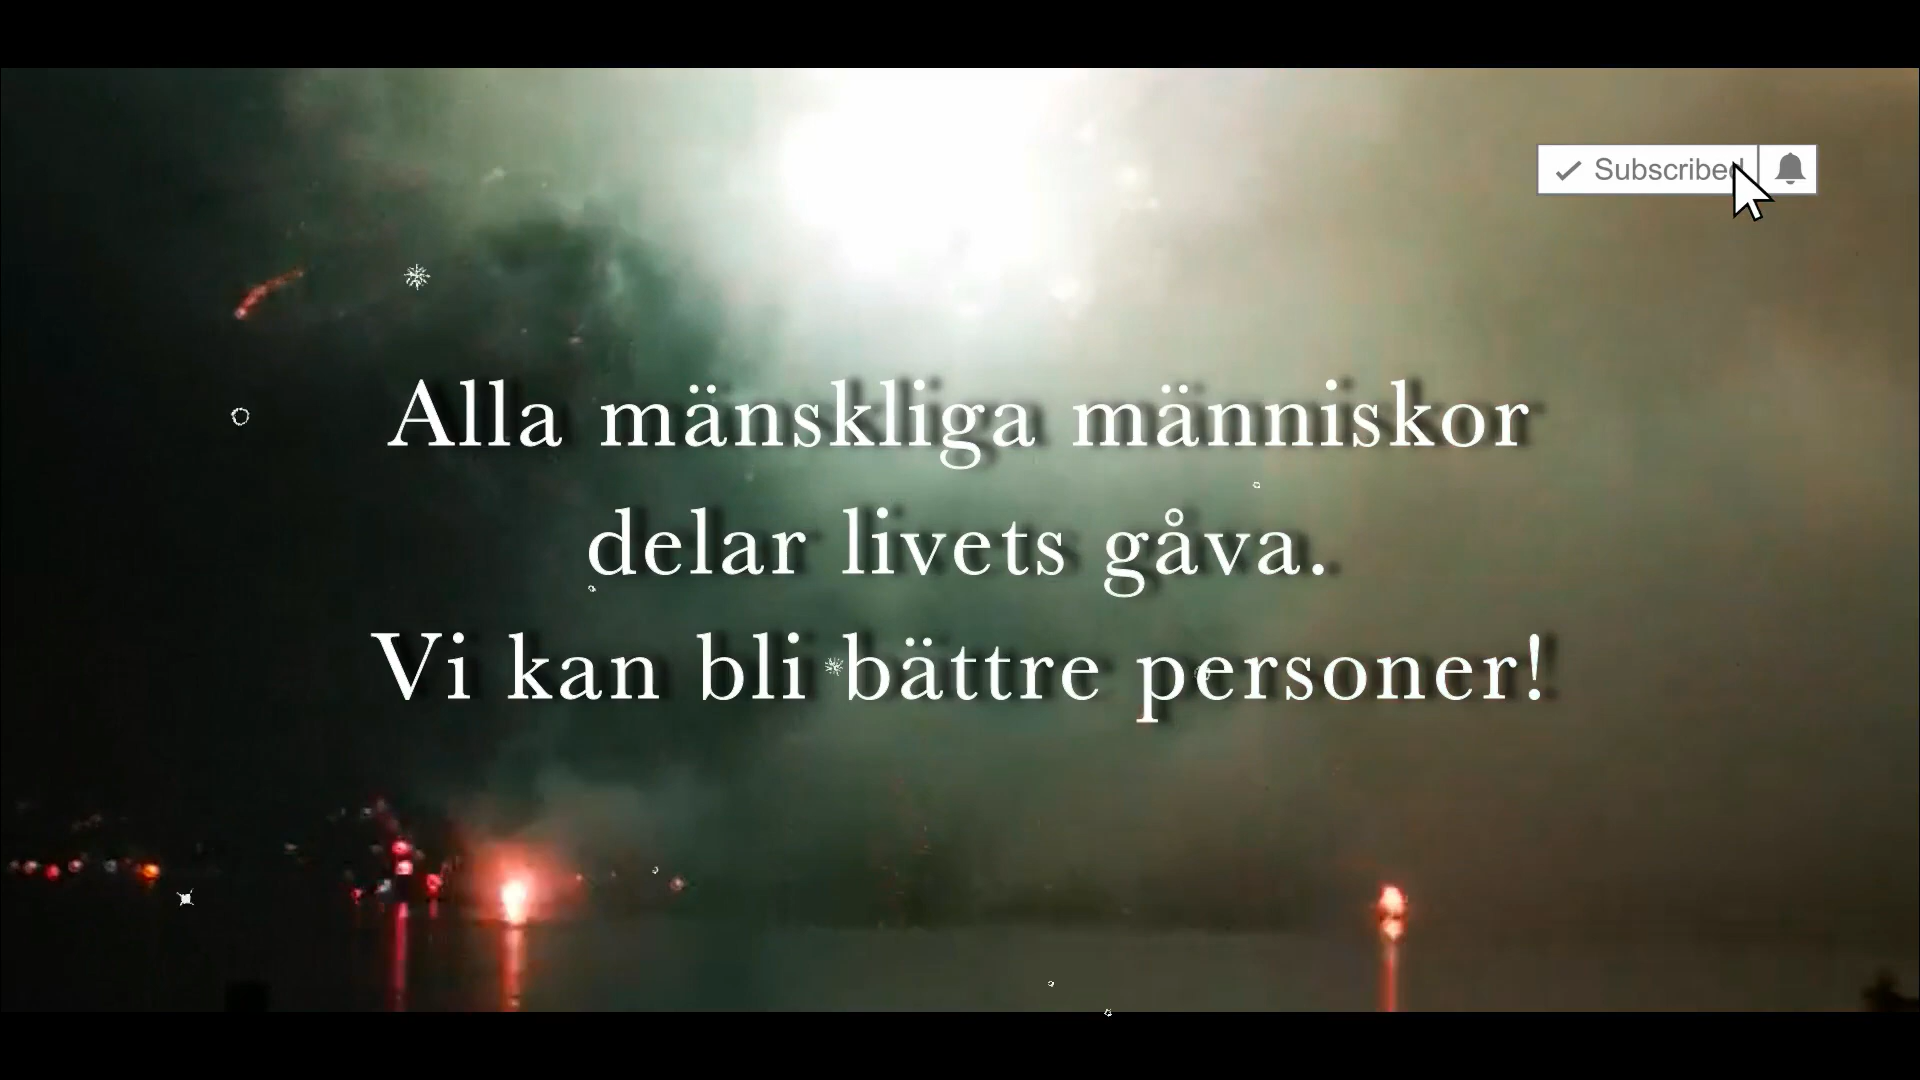 Subscribed
Alla mänskliga människor
delar livets gåva.
Vi kan bli bättre personer!